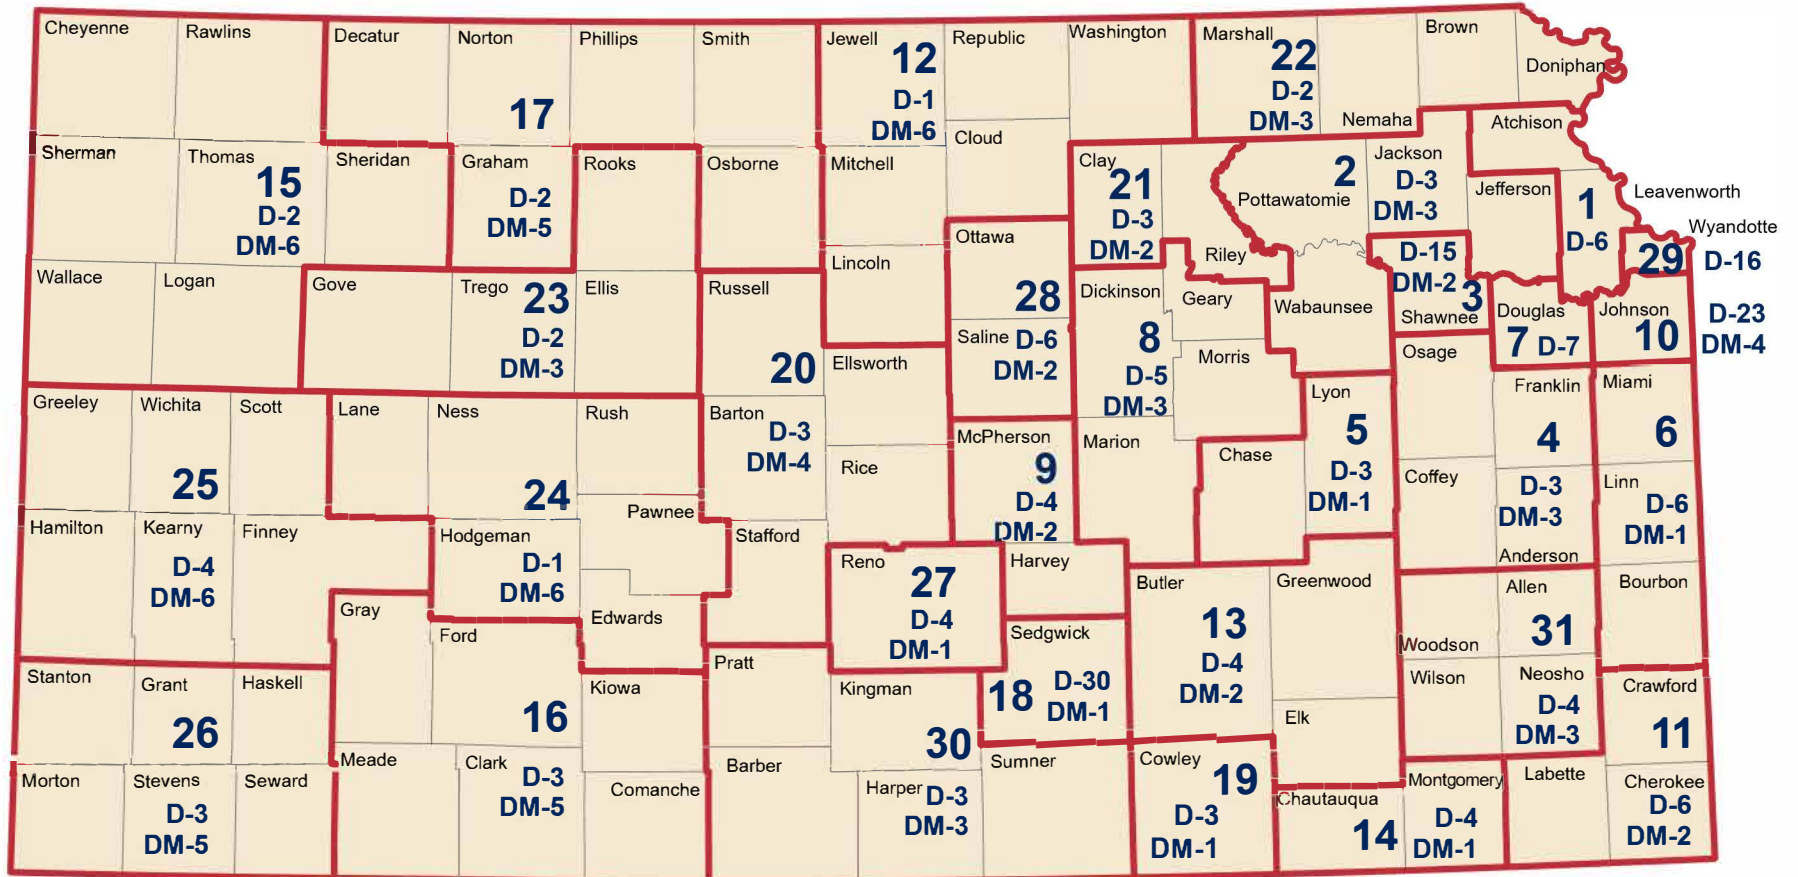 Cheyenne
Rawlins
Decatur
Norton
Phillips
Smith
Jewell
Republic
Washington
Marshall
Brown
Doniphan
Nemaha
17
12
D-1
DM-6
22
D-2
DM-3
Sherman
Thomas
Sheridan
Graham
Rooks
Osborne
Mitchell
Cloud
Clay
Pottawatomie
Jackson
Atchison
Jefferson
Leavenworth
Wyandotte
15
D-2
DM-6
D-2
DM-5
21
D-3
DM-2
2
D-3
DM-3
1
D-6
29
D-16
Riley
D-15
DM-2
3
Shawnee
Wallace
Logan
Gove
Trego
Ellis
Russell
Lincoln
Ottawa
Dickinson
Geary
Wabaunsee
Douglas
Johnson
23
D-2
DM-3
20
28
Saline
D-6
DM-2
8
D-5
DM-3
Morris
7
D-7
10
D-23
DM-4
Osage
Greeley
Wichita
Scott
Lane
Ness
Rush
Barton
D-3
DM-4
Ellsworth
Rice
McPherson
9
D-4
DM-2
Marion
Chase
Lyon
5
D-3
DM-1
Franklin
4
D-3
DM-3
Miami
6
Coffey
Linn
D-6
DM-1
Anderson
25
24
Hamilton
Kearny
Finney
D-4
DM-6
Hodgeman
D-1
DM-6
Pawnee
Stafford
Edwards
Reno
27
D-4
DM-1
Harvey
Butler
Greenwood
13
D-4
DM-2
Allen
31
Bourbon
Woodson
Gray
Ford
Sedgwick
18
D-30
DM-1
Wilson
Neosho
D-4
DM-3
Stanton
Grant
Haskell
26
16
Kiowa
Pratt
Kingman
30
Elk
Crawford
11
Morton
Stevens
Seward
D-3
DM-5
Meade
Clark
D-3
DM-5
Comanche
Barber
Harper
D-3
DM-3
Sumner
Cowley
19
D-3
DM-1
Chautauqua
14
Montgomery
D-4
DM-1
Labette
Cherokee
D-6
DM-2